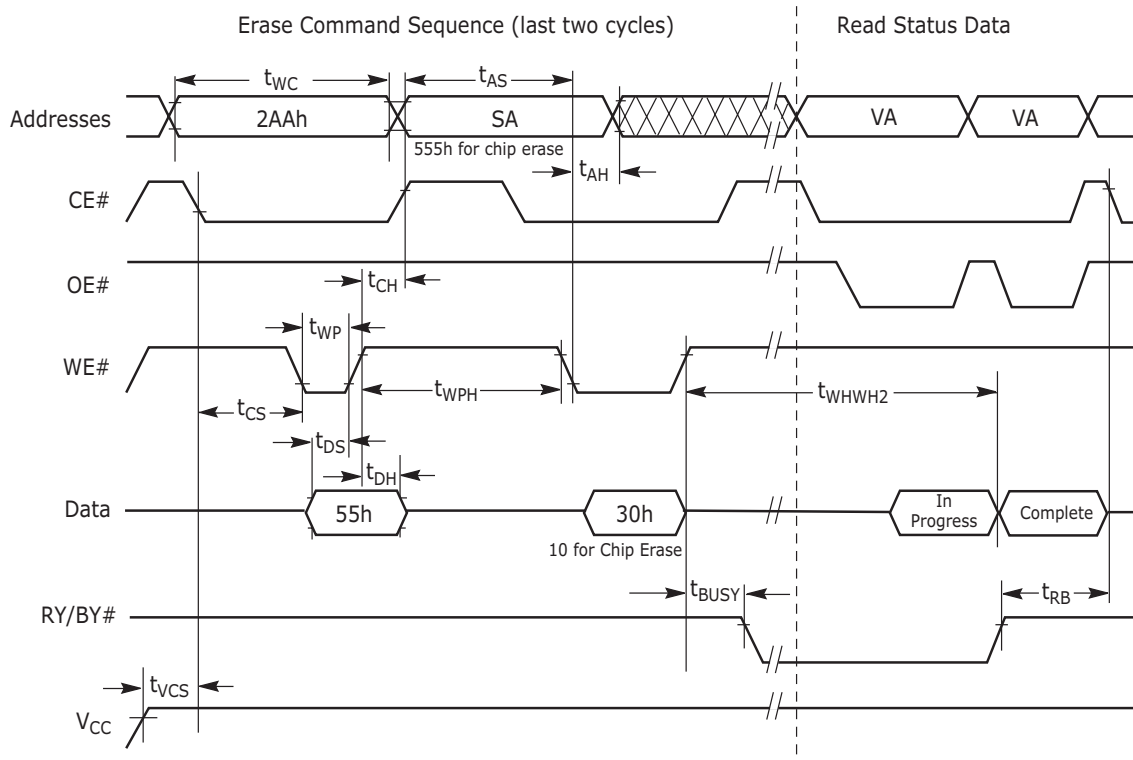 Erase Command Sequence (last two cycles)
Read Status Data
tWC
tAS
Addresses
2AAh
SA
VA
VA
555h for chip erase
tAH
CE#
tCH
OE#
tWP
WE#
tWPH
tWHWH2
tCS
tDS
tDH
Data
55h
30h
In
Progress
Complete
10 for Chip Erase
tBUSY
tRB
RY/BY#
tVCS
VCC